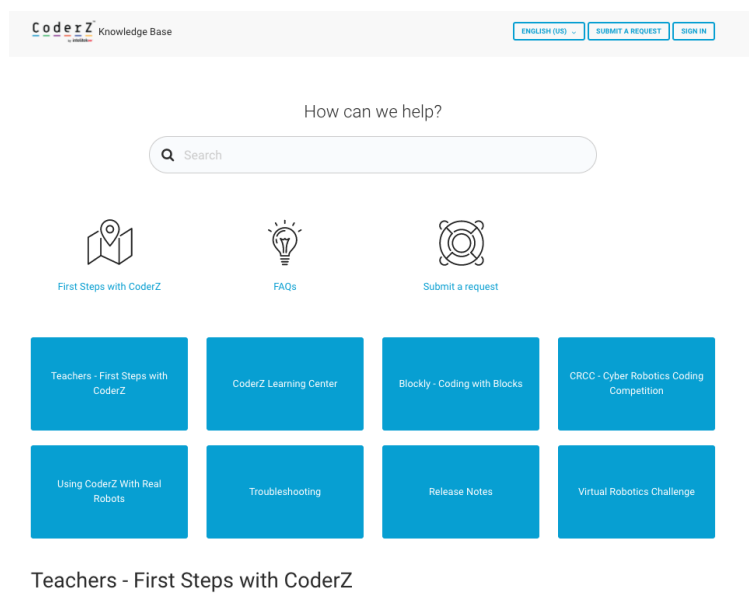 CoderZ Knowledge Base
ENGLISH (US)
SUBMIT A REQUEST
SIGN IN
How can we help?
Search
First Steps with CoderZ
FAQs
Submit a request
Teachers - First Steps with
CoderZ
CoderZ Learning Center
Blockly - Coding with Blocks
CRCC - Cyber Robotics Coding
Competition
Using CoderZ With Real
Robots
Troubleshooting
Release Notes
Virtual Robotics Challenge
Teachers - First Steps with CoderZ